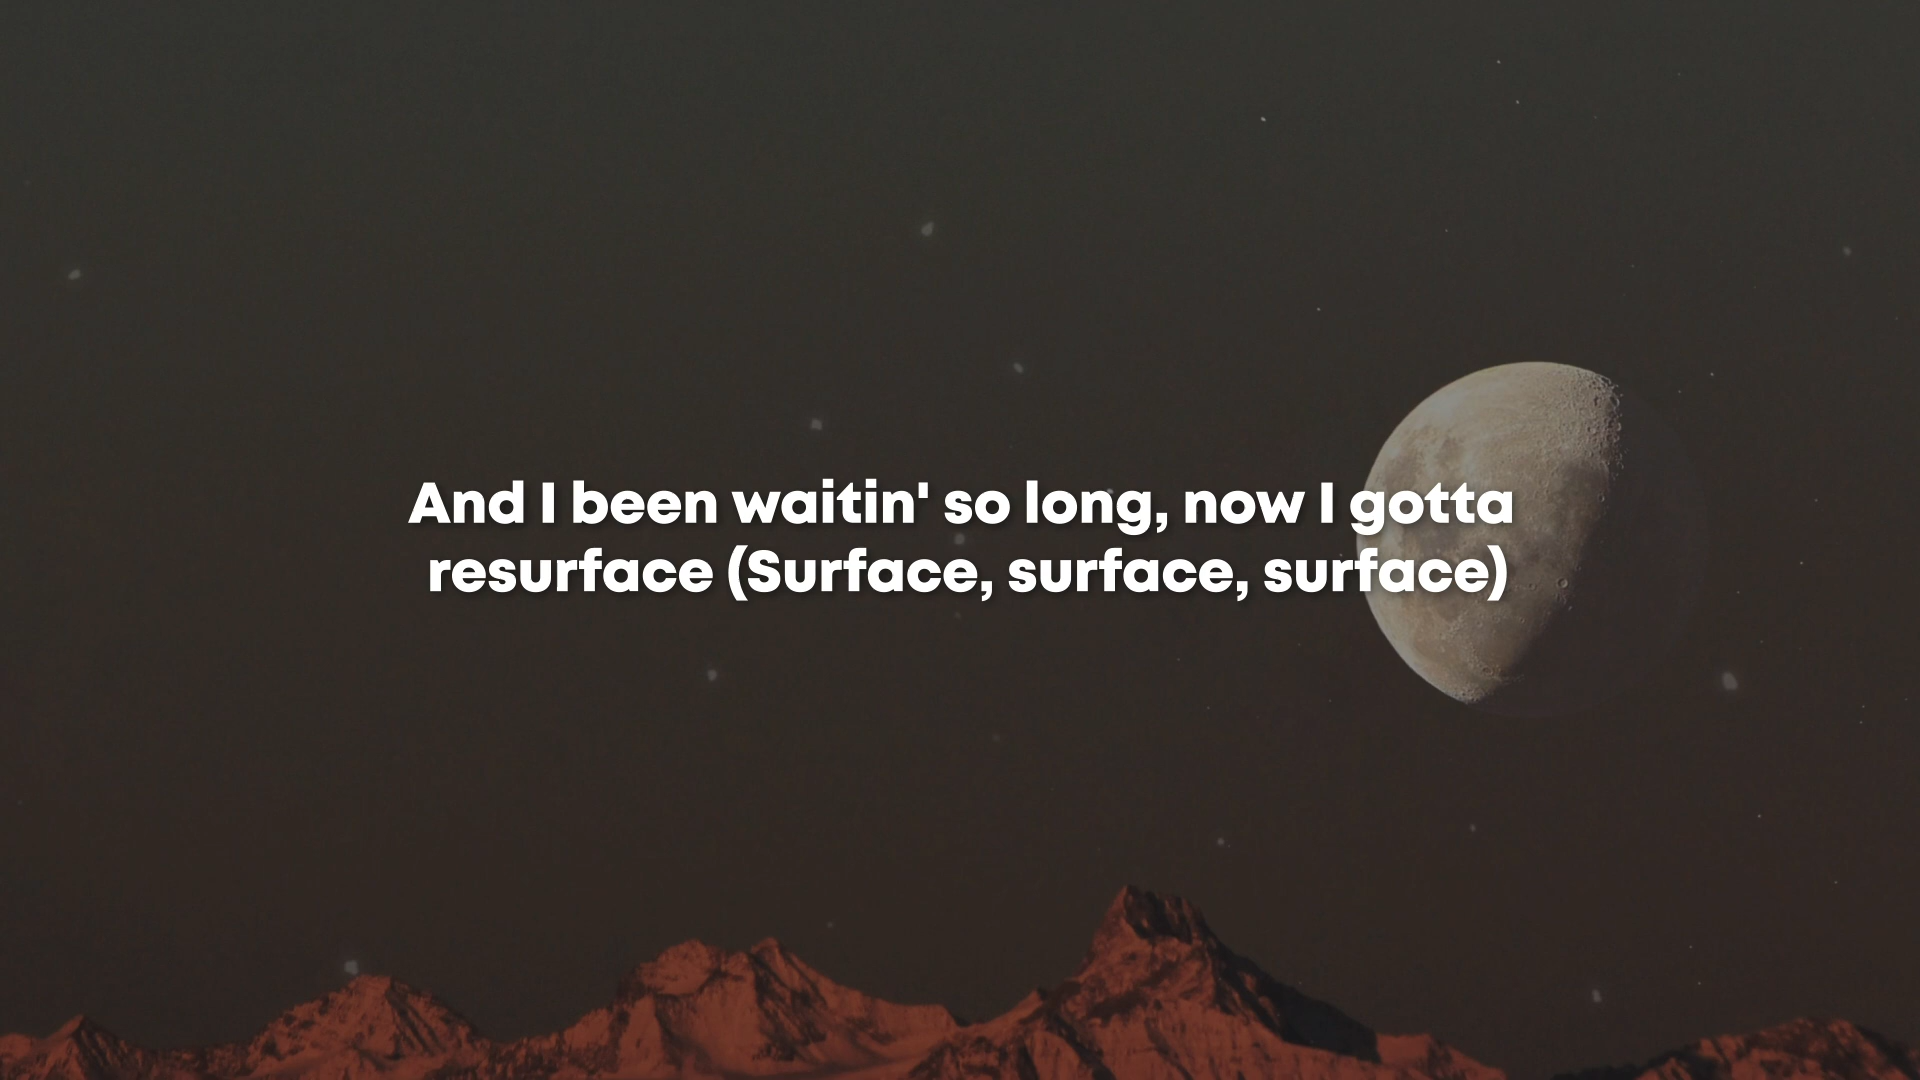 And I been waitin' so long, now I gotta
resurface (Surface, surface, surface)